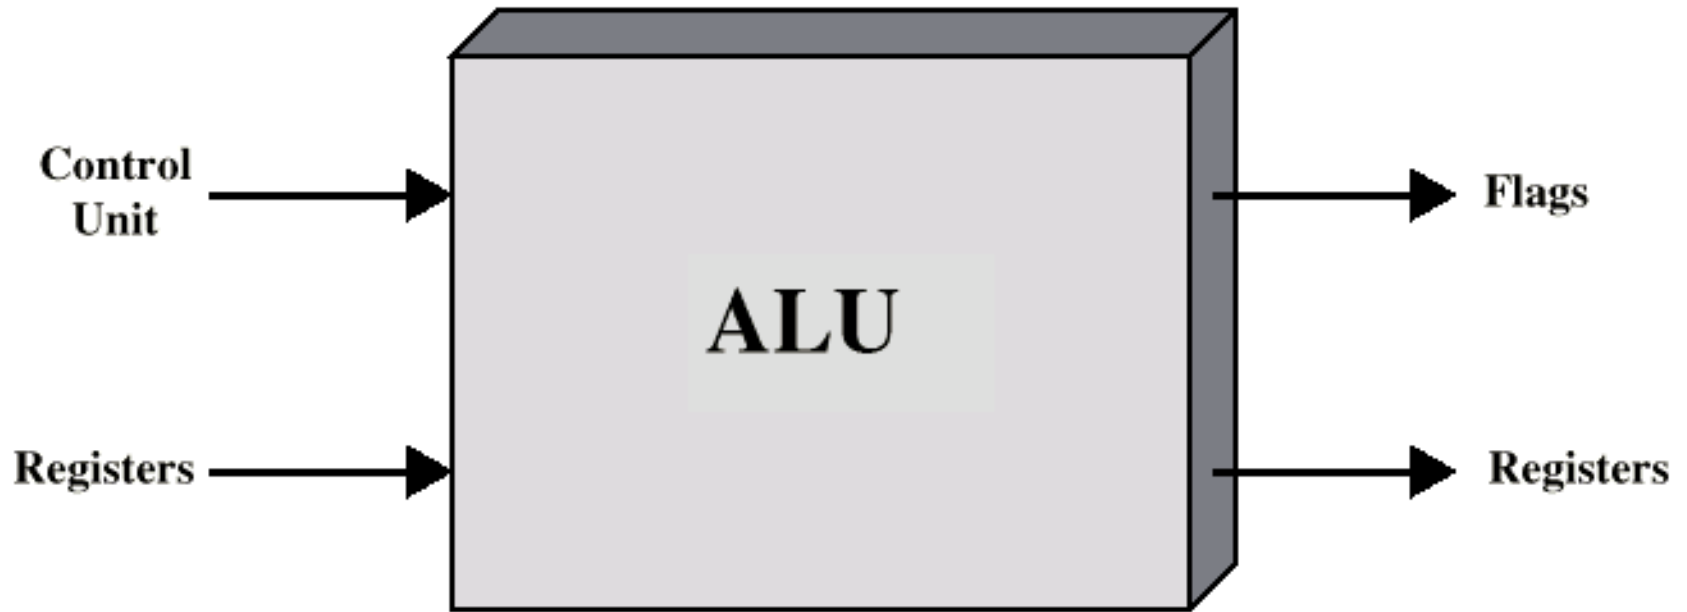 Control
Unit
Flags
ALU
Registers
Registers